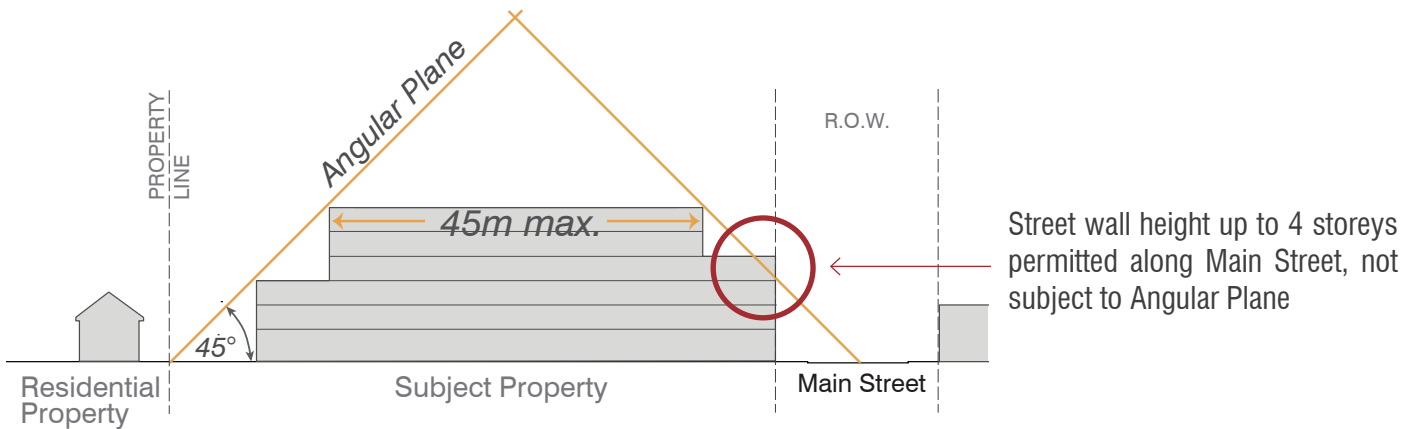 Angular Plane
PROPERTY
LINE
R.O.W.
45m max.
Street wall height up to 4 storeys
permitted along Main Street, not
subject to Angular Plane
45°
Residential
Property
Subject Property
Main Street